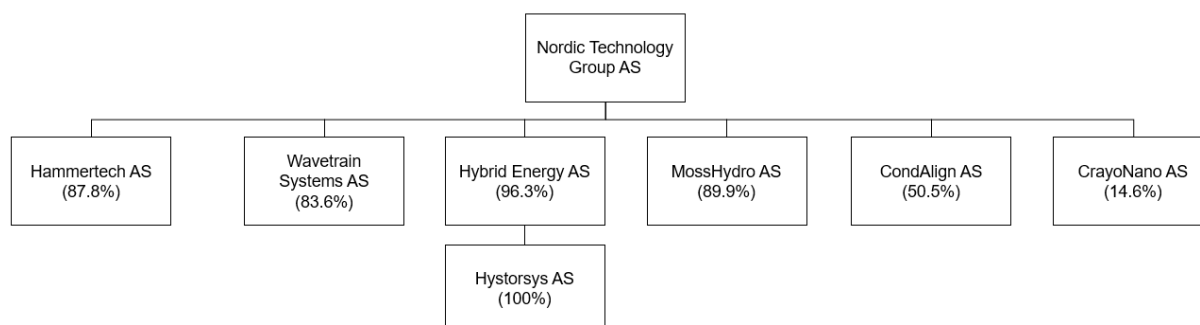 Nordic Technology
Group AS
Hammertech AS
(87.8%)
Wavetrain
Systems AS
(83.6%)
Hybrid Energy AS
(96.3%)
MossHydro AS
(89.9%)
CondAlign AS
(50.5%)
CrayoNano AS
(14.6%)
Hystorsys AS
(100%)